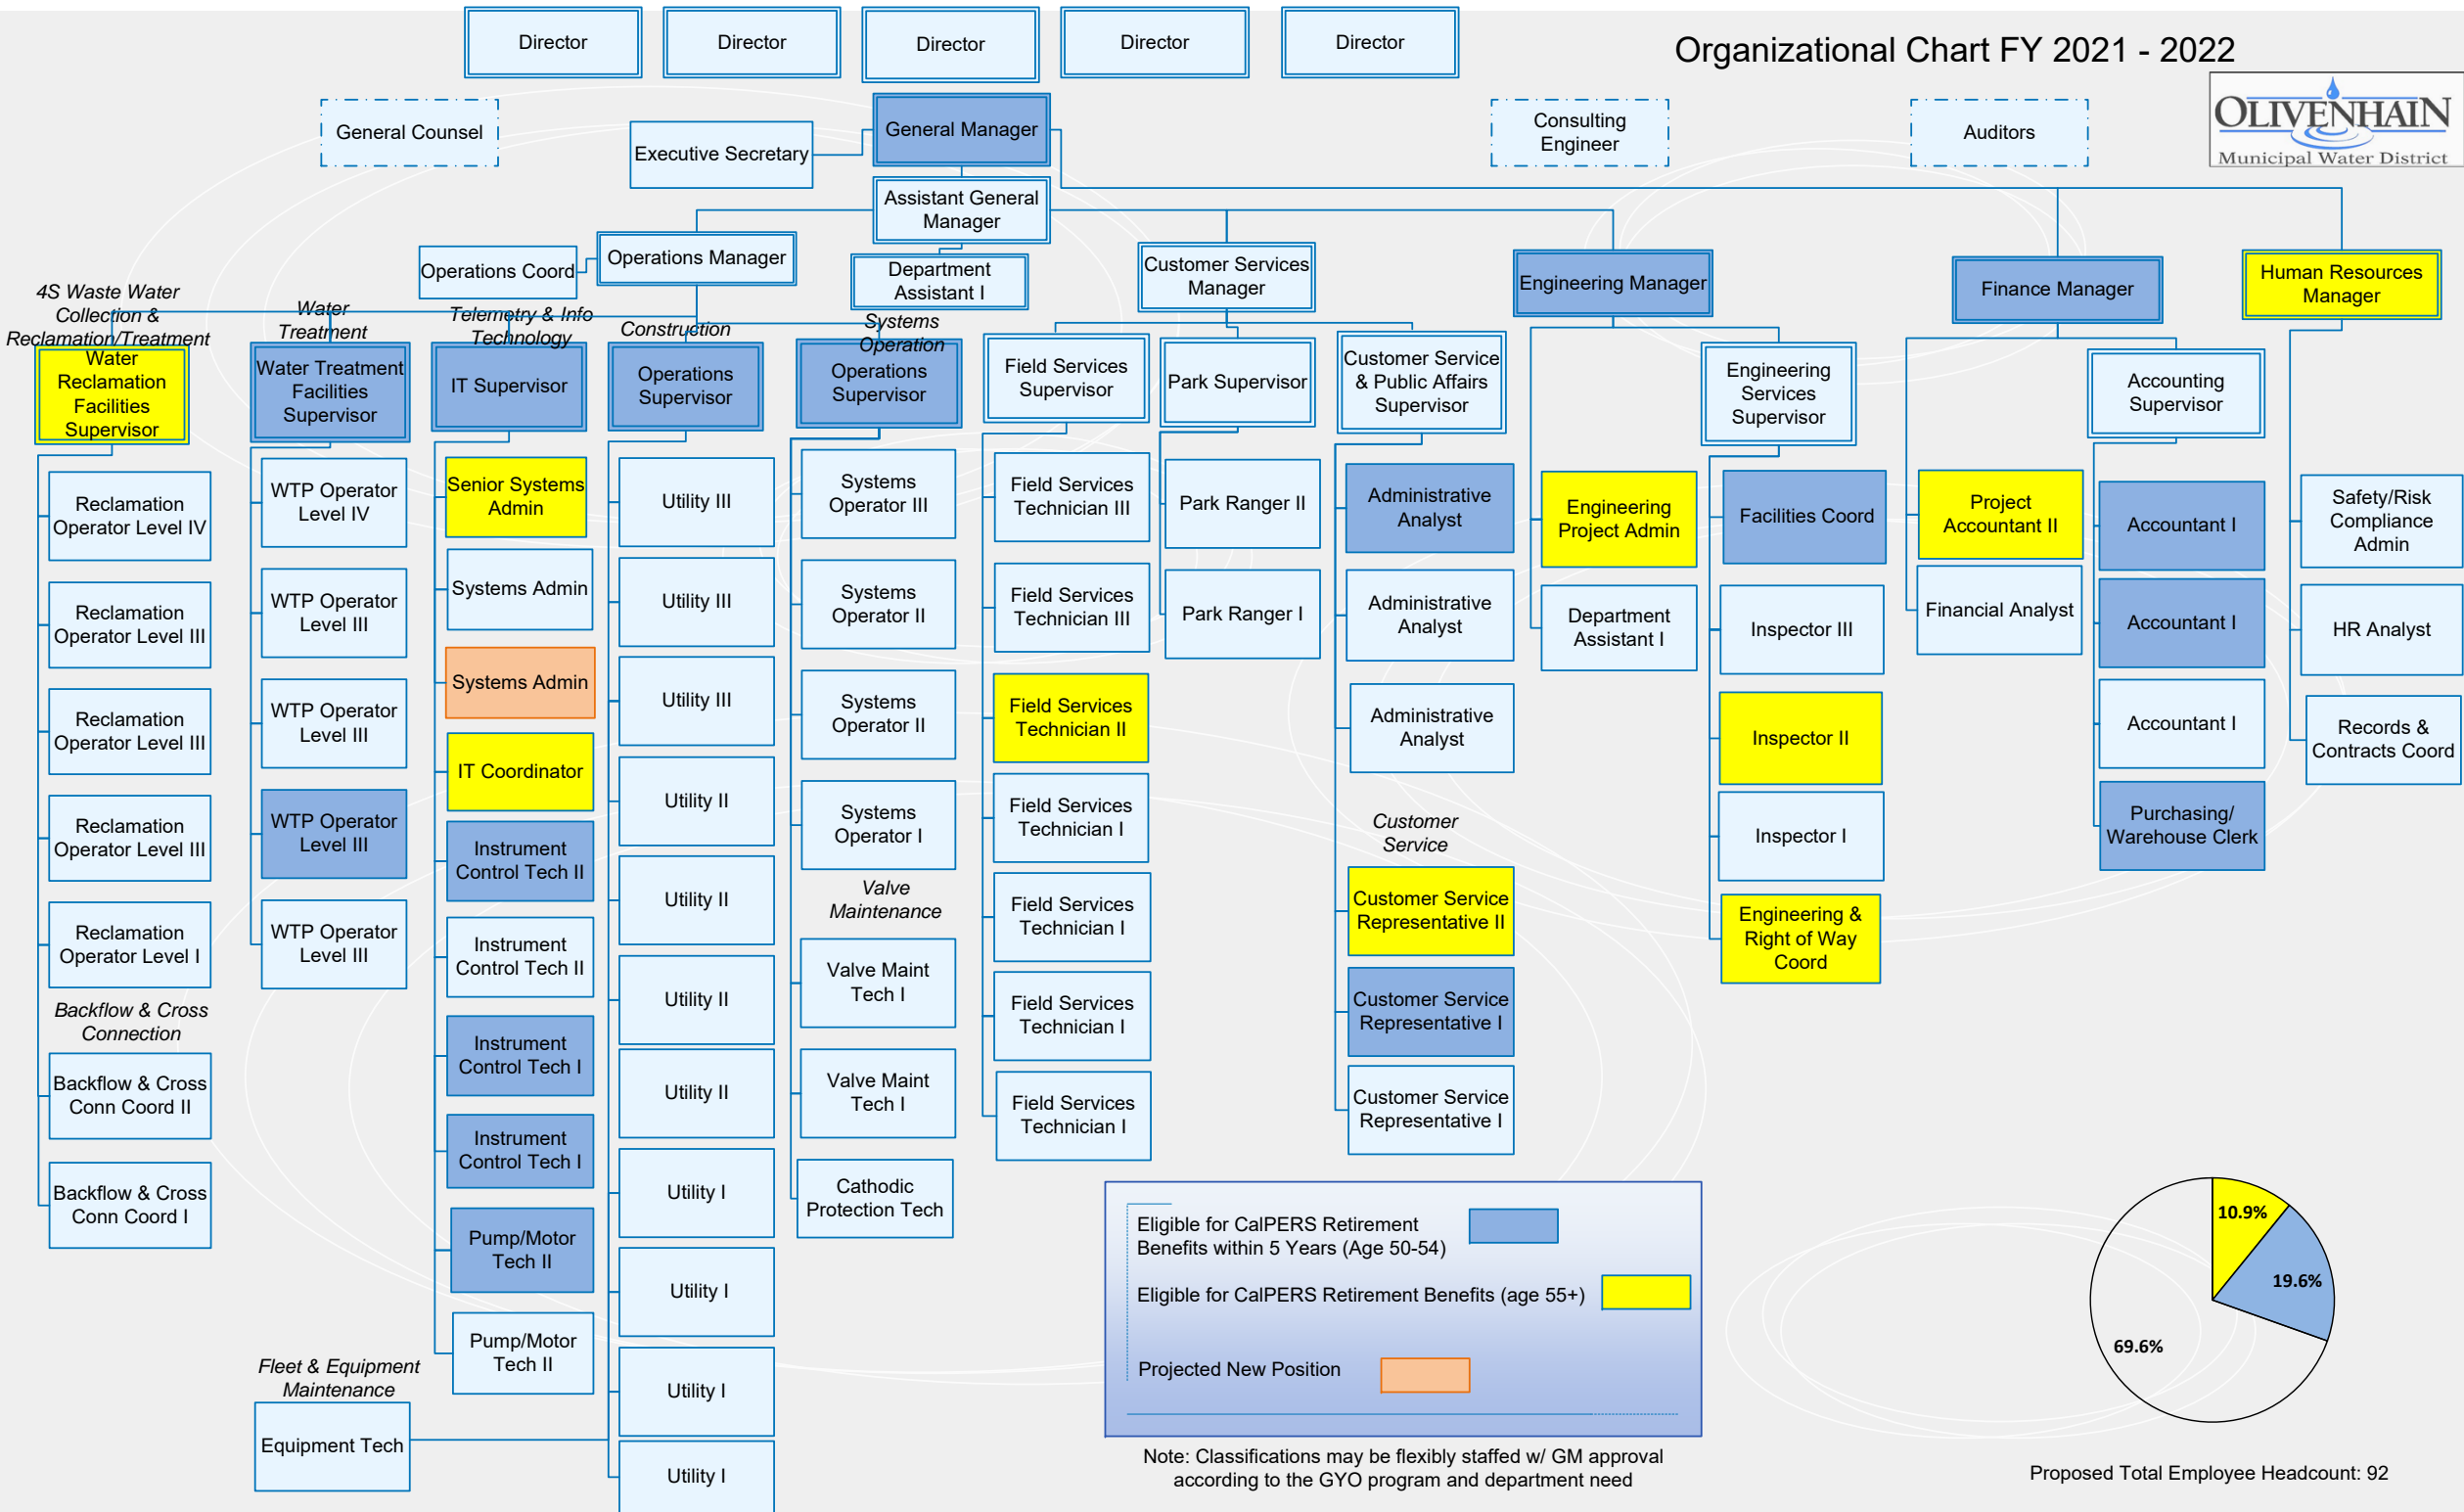 Director
Director
Director
Director
Director
Organizational Chart FY 2021 - 2022
OLIVENHAIN
Municipal Water District
General Counsel
General Manager
Executive Secretary
Consulting
Engineer
Auditors
Assistant General
Manager
Operations Coord
Operations Manager
Department
Assistant I
Customer Services
Manager
Engineering Manager
Finance Manager
Human Resources
Manager
4S Waste Water
Collection &
Reclamation/Treatment
Water
Treatment
Telemetry & Info
Technology
Construction
Systems
Operation
Water
Reclamation
Facilities
Supervisor
Water Treatment
Facilities
Supervisor
IT Supervisor
Operations
Supervisor
Operations
Supervisor
Field Services
Supervisor
Park Supervisor
Customer Service
& Public Affairs
Supervisor
Engineering
Services
Supervisor
Accounting
Supervisor
Reclamation
Operator Level IV
Reclamation
Operator Level III
Reclamation
Operator Level III
Reclamation
Operator Level III
Reclamation
Operator Level I
Backflow & Cross
Connection
Backflow & Cross
Conn Coord II
Backflow & Cross
Conn Coord I
WTP Operator
Level IV
WTP Operator
Level III
WTP Operator
Level III
WTP Operator
Level III
WTP Operator
Level III
Fleet & Equipment
Maintenance
Equipment Tech
Senior Systems
Admin
Systems Admin
Systems Admin
IT Coordinator
Instrument
Control Tech II
Instrument
Control Tech II
Instrument
Control Tech I
Instrument
Control Tech I
Pump/Motor
Tech II
Pump/Motor
Tech II
Utility III
Utility III
Utility III
Utility II
Utility II
Utility II
Utility II
Utility I
Utility I
Utility I
Utility I
Systems
Operator III
Systems
Operator II
Systems
Operator II
Systems
Operator I
Valve
Maintenance
Valve Maint
Tech I
Valve Maint
Tech I
Cathodic
Protection Tech
Field Services
Technician III
Field Services
Technician III
Field Services
Technician II
Field Services
Technician I
Field Services
Technician I
Field Services
Technician I
Field Services
Technician I
Park Ranger II
Park Ranger I
Administrative
Analyst
Administrative
Analyst
Administrative
Analyst
Customer
Service
Customer Service
Representative II
Customer Service
Representative I
Customer Service
Representative I
Engineering
Project Admin
Department
Assistant I
Facilities Coord
Inspector III
Inspector II
Inspector I
Engineering &
Right of Way
Coord
Project
Accountant II
Financial Analyst
Accountant I
Accountant I
Accountant I
Purchasing/
Warehouse Clerk
Safety/Risk
Compliance
Admin
HR Analyst
Records &
Contracts Coord
Eligible for CalPERS Retirement
Benefits within 5 Years (Age 50-54)
Eligible for CalPERS Retirement Benefits (age 55+)
Projected New Position
Note: Classifications may be flexibly staffed w/ GM approval
according to the GYO program and department need
10.9%
19.6%
69.6%
Proposed Total Employee Headcount: 92